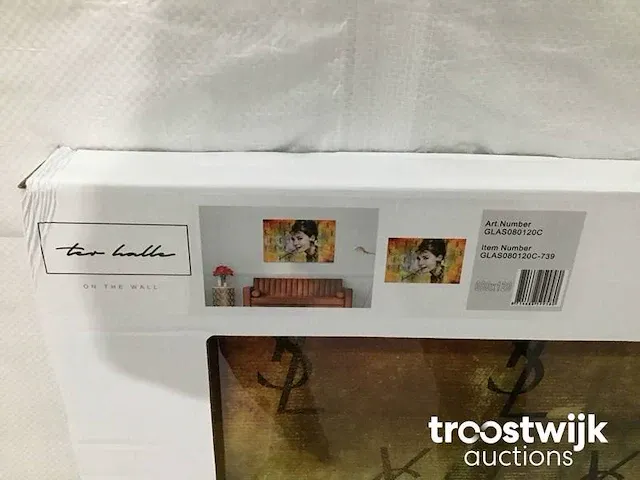 ter halle
ON THE WALL
Art.Number
GLAS080120C
Item Number
GLAS080120C-739
troostwijk
auctions